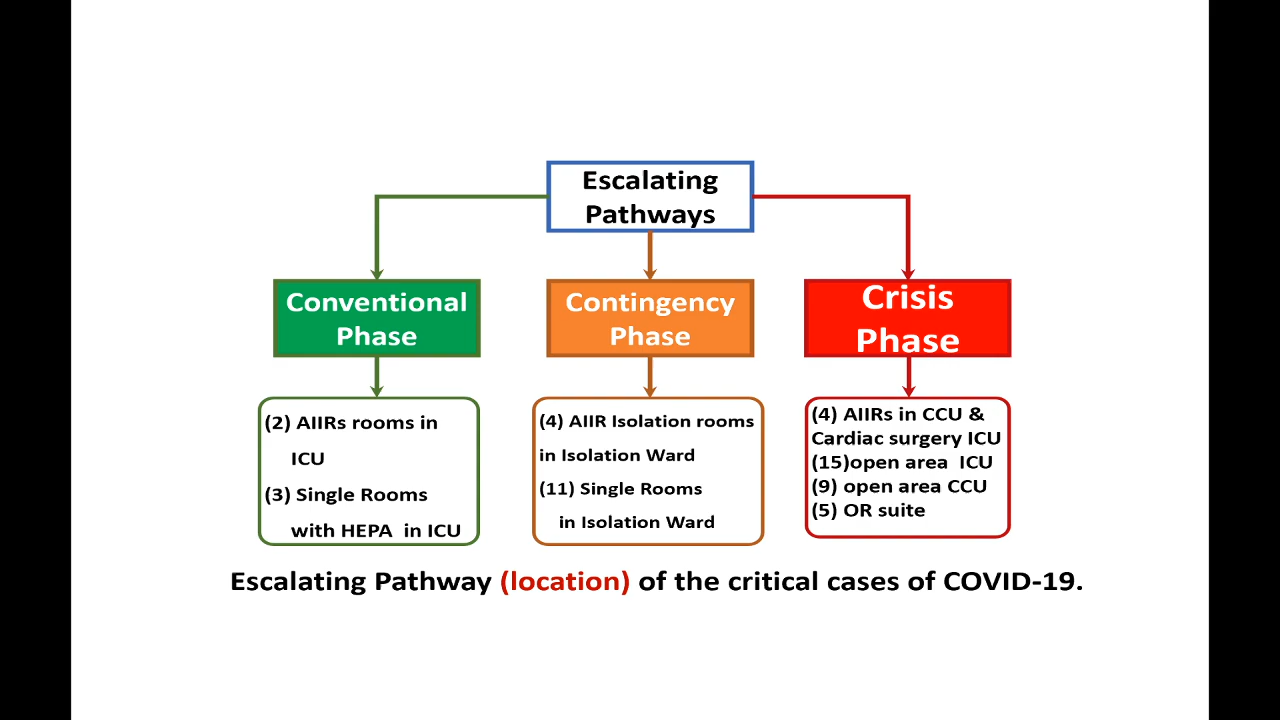 Escalating
Pathways
Conventional
Phase
Contingency
Phase
Crisis
Phase
(2) AIIRs rooms in
ICU
(3) Single Rooms
with HEPA in ICU
(4) AIIR Isolation rooms
in Isolation Ward
(11) Single Rooms
in Isolation Ward
(4) AIIRs in CCU &
Cardiac surgery ICU
(15)open area ICU
(9) open area CCU
(5) OR suite
Escalating Pathway (location) of the critical cases of COVID-19.